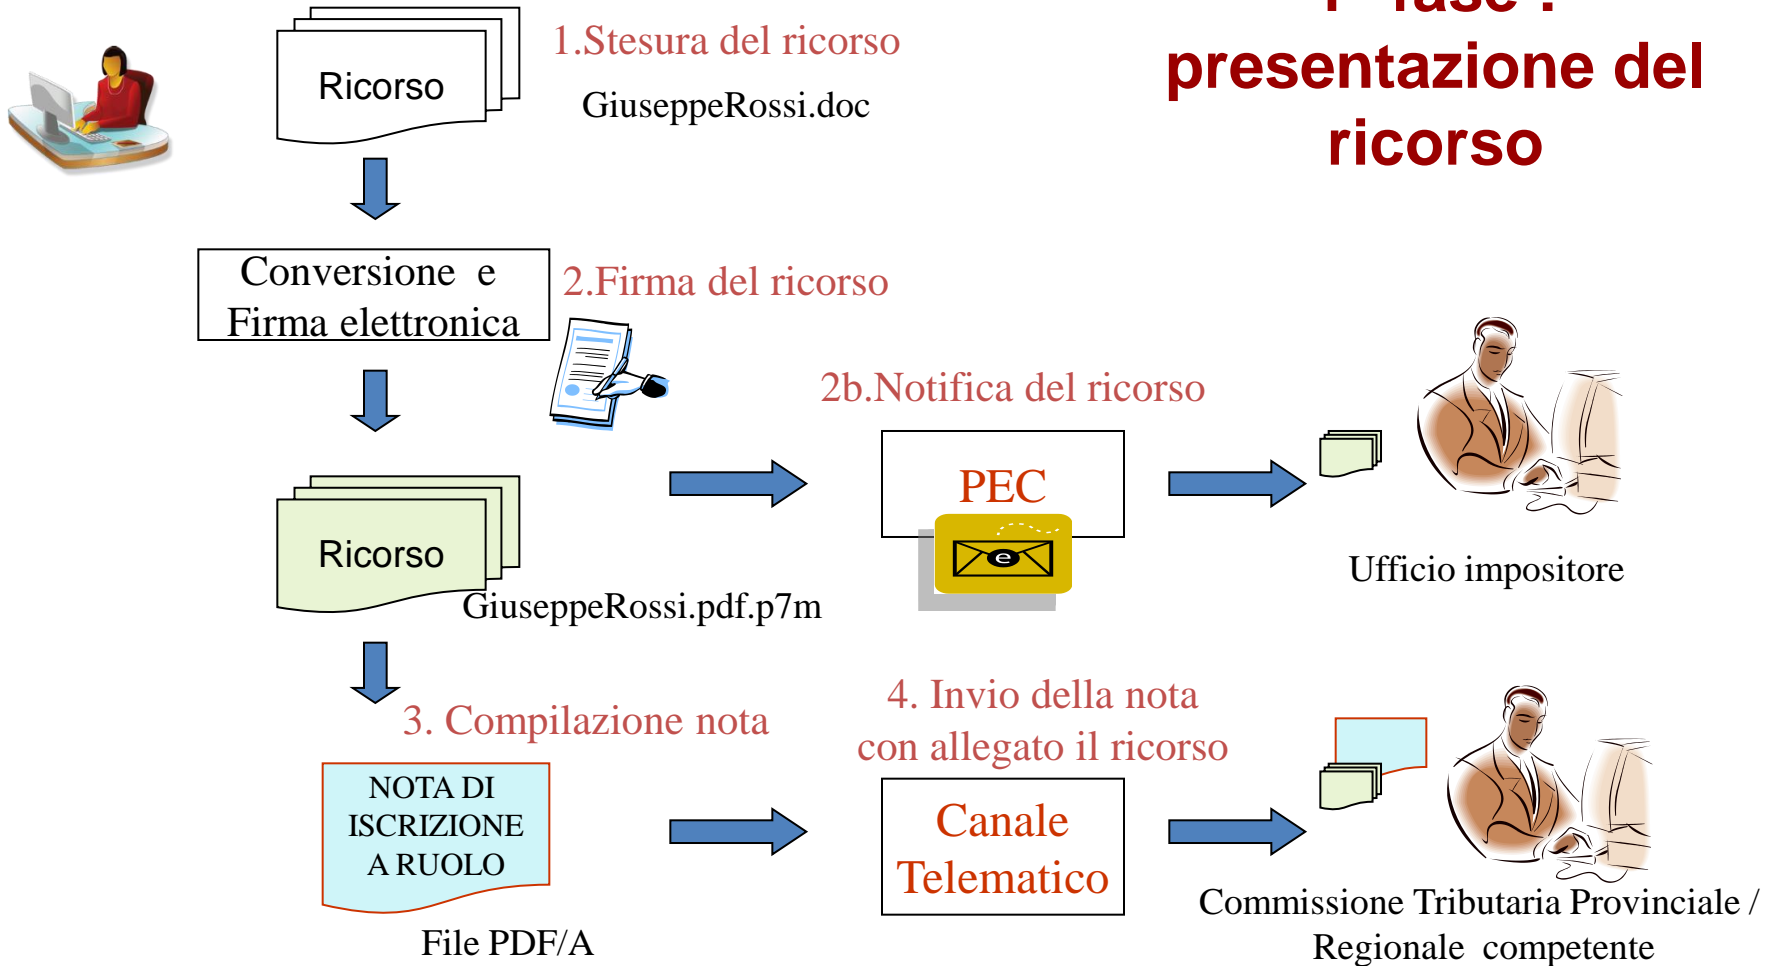 1° fase :
presentazione del
ricorso
1.Stesura del ricorso
Ricorso
GiuseppeRossi.doc
Conversione e
Firma elettronica
2.Firma del ricorso
2b.Notifica del ricorso
PEC
e
Ricorso
GiuseppeRossi.pdf.p7m
Ufficio impositore
3. Compilazione nota
4. Invio della nota
con allegato il ricorso
NOTA DI
ISCRIZIONE
A RUOLO
Canale
Telematico
File PDF/A
Commissione Tributaria Provinciale /
Regionale competente